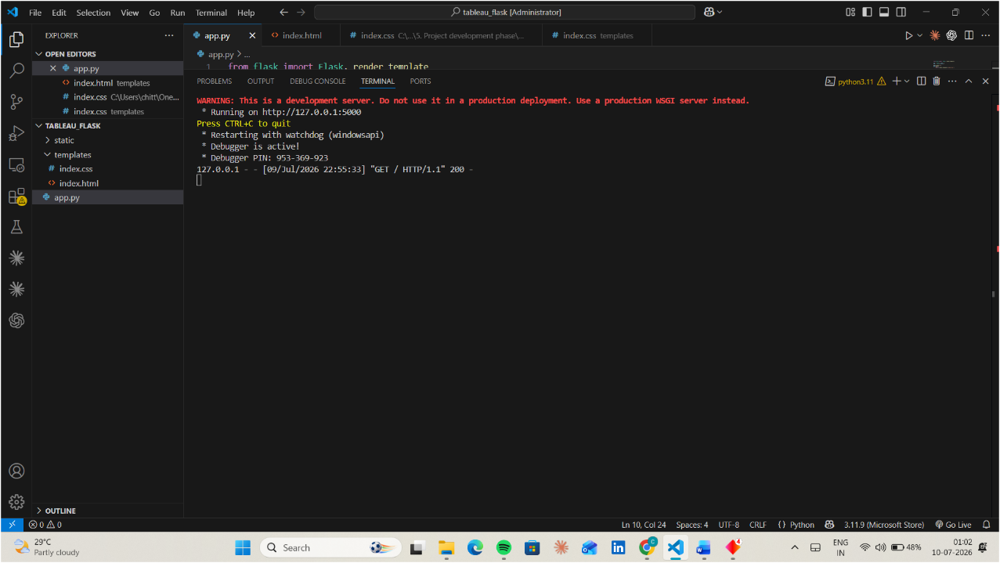 File Edit Selection View Go Run Terminal Help
tableau_flask [Administrator]
EXPLORER
OPEN EDITORS
app.py
index.html templates
index.css C:\Users\chitt\One...
index.css templates
TABLEAU_FLASK
static
templates
index.css
index.html
app.py
OUTLINE
app.py index.html index.css C:\...\5. Project development phase\... index.css templates
app.py > ...
1 from flask import Flask, render_template
PROBLEMS OUTPUT DEBUG CONSOLE TERMINAL PORTS
python3.11
WARNING: This is a development server. Do not use it in a production deployment. Use a production WSGI server instead.
* Running on http://127.0.0.1:5000
Press CTRL+C to quit
* Restarting with watchdog (windowsapi)
* Debugger is active!
* Debugger PIN: 953-369-923
127.0.0.1 - - [09/Jul/2026 22:55:33] "GET / HTTP/1.1" 200 -
0 0
Ln 10, Col 24 Spaces: 4 UTF-8 CRLF {} Python 3.11.9 (Microsoft Store) Go Live
29°C
Partly cloudy
Search
C
4
ENG
IN
48%
01:02
10-07-2026